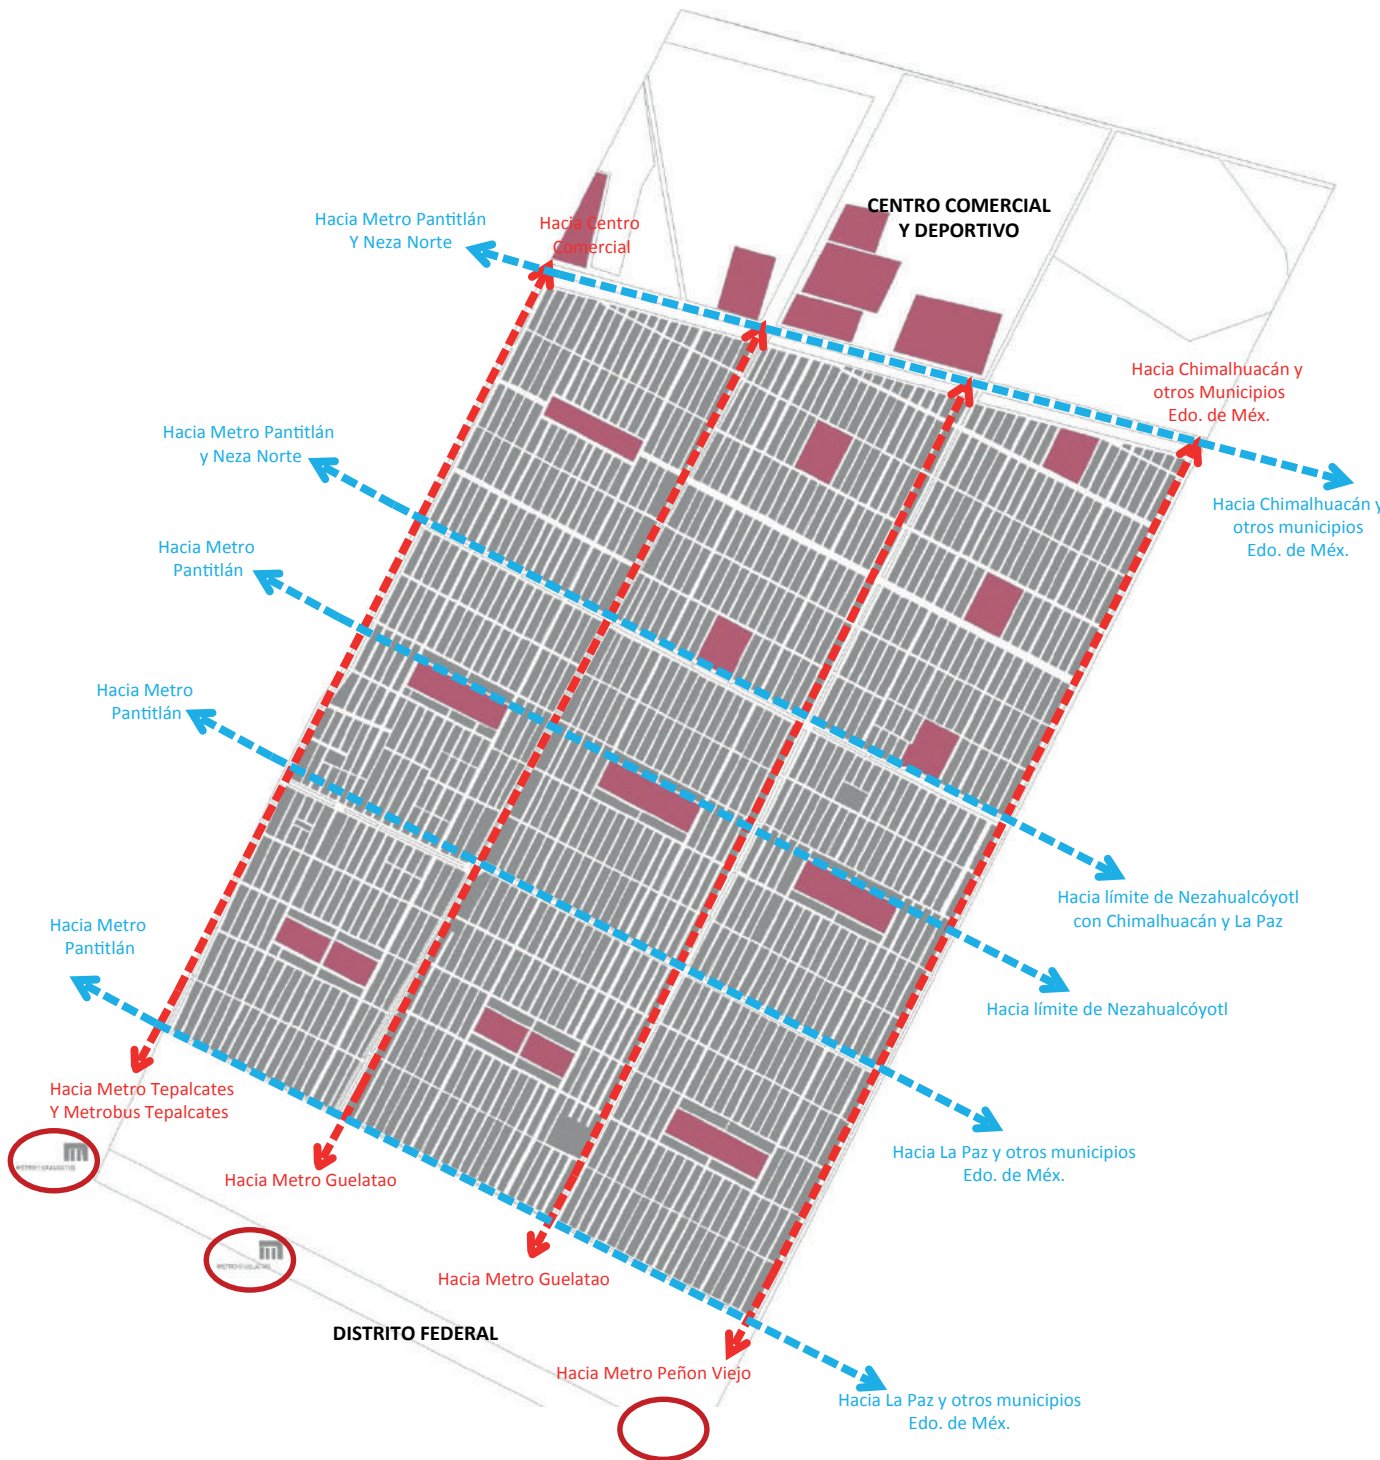 CENTRO COMERCIAL
Y DEPORTIVO
Hacia Metro Pantitlán
Y Neza Norte
Hacia Centro
Comercial
Hacia Chimalhuacán y
otros Municipios
Edo. de Méx.
Hacia Metro Pantitlán
y Neza Norte
Hacia Chimalhuacán y
otros municipios
Edo. de Méx.
Hacia Metro
Pantitlán
Hacia Metro
Pantitlán
Hacia límite de Nezahualcóyotl
con Chimalhuacán y La Paz
Hacia Metro
Pantitlán
Hacia límite de Nezahualcóyotl
Hacia Metro Tepalcates
Y Metrobus Tepalcates
Hacia La Paz y otros municipios
Edo. de Méx.
Hacia Metro Guelatao
METRO GUELATAO
Hacia Metro Guelatao
DISTRITO FEDERAL
Hacia Metro Peñon Viejo
Hacia La Paz y otros municipios
Edo. de Méx.